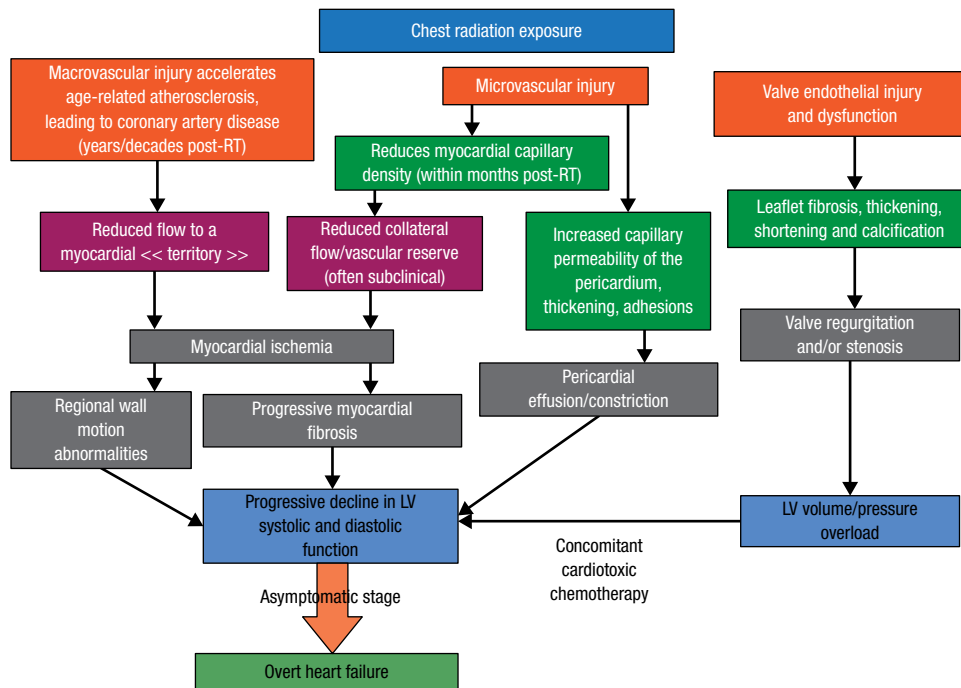 Chest radiation exposure
Macrovascular injury accelerates
age-related atherosclerosis,
leading to coronary artery disease
(years/decades post-RT)
Microvascular injury
Valve endothelial injury
and dysfunction
Reduces myocardial capillary
density (within months post-RT)
Reduced flow to a
myocardial << territory >>
Reduced collateral
flow/vascular reserve
(often subclinical)
Increased capillary
permeability of the
pericardium,
thickening, adhesions
Leaflet fibrosis, thickening,
shortening and calcification
Myocardial ischemia
Valve regurgitation
and/or stenosis
Regional wall
motion
abnormalities
Progressive myocardial
fibrosis
Pericardial
effusion/constriction
Progressive decline in LV
systolic and diastolic
function
LV volume/pressure
overload
Concomitant
cardiotoxic
chemotherapy
Asymptomatic stage
Overt heart failure